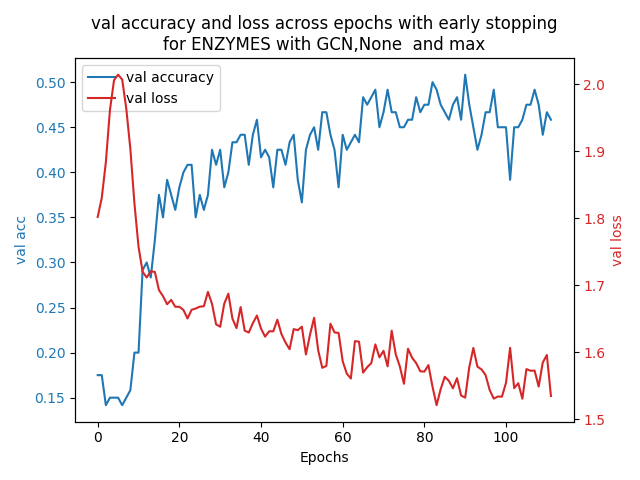 val accuracy and loss across epochs with early stopping
for ENZYMES with GCN,None  and max
val accuracy
val loss
0.50
0.45
0.40
0.35
0.30
0.25
0.20
0.15
val acc
2.0
1.9
1.8
1.7
1.6
1.5
val loss
0 20 40 60 80 100
Epochs